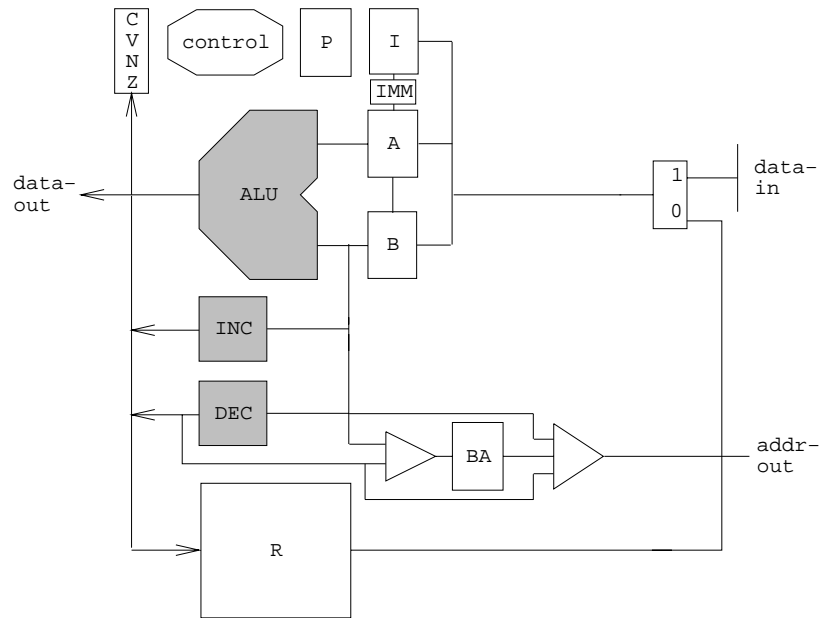 C
V
N
Z
control
P
I
IMM
A
data-
out
ALU
1
0
data-
in
B
INC
DEC
BA
addr-
out
R